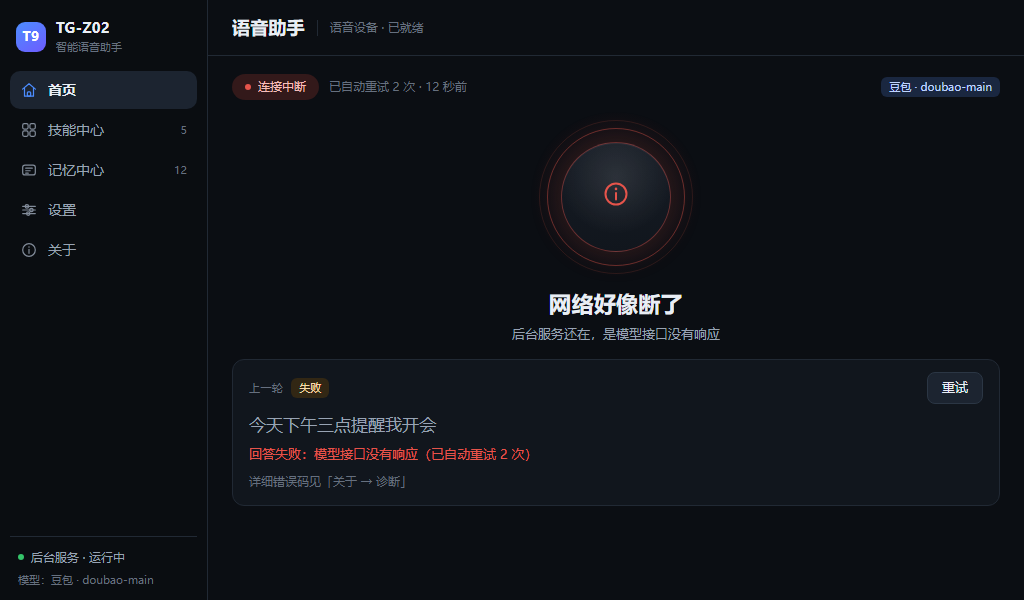 T9
TG-Z02
智能语音助手
首页
技能中心 5
记忆中心 12
设置
关于
后台服务 · 运行中
模型：豆包 · doubao-main
语音助手
语音设备 · 已就绪
连接中断
已自动重试 2 次 · 12 秒前
豆包 · doubao-main
网络好像断了
后台服务还在，是模型接口没有响应
上一轮 失败
重试
今天下午三点提醒我开会
回答失败：模型接口没有响应（已自动重试 2 次）
详细错误码见「关于 → 诊断」